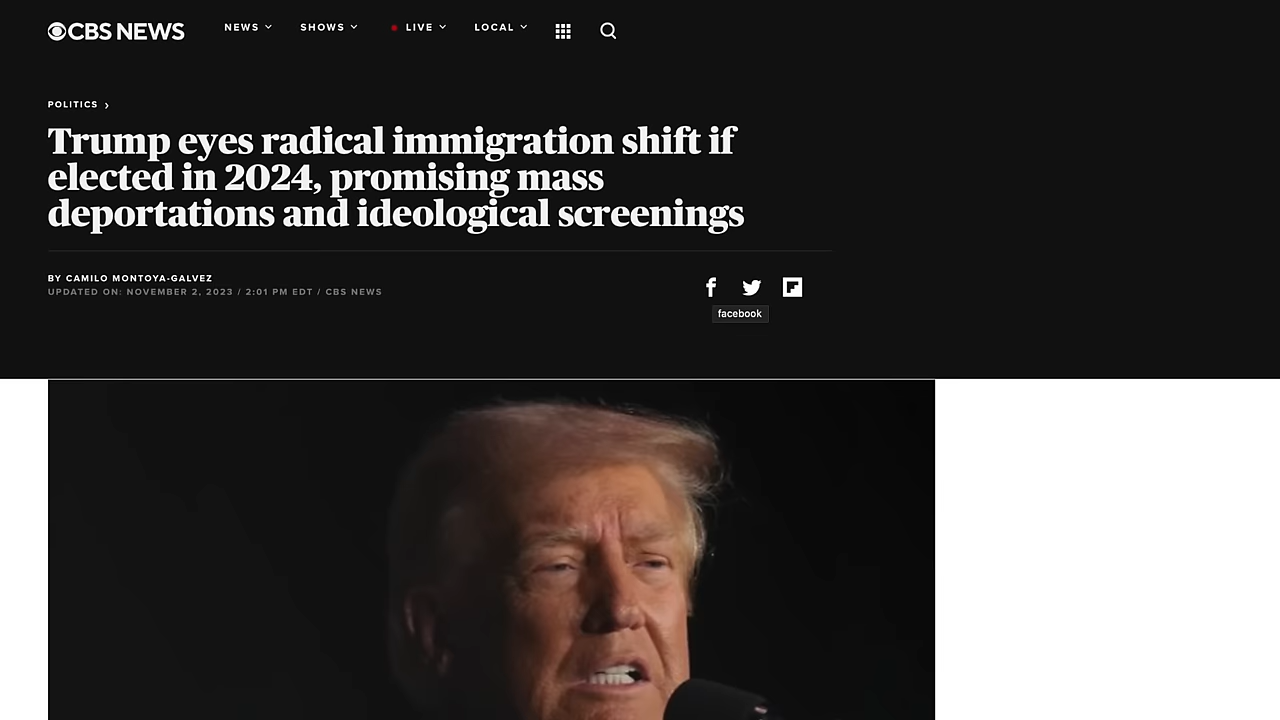 CBS NEWS NEWS SHOWS LIVE LOCAL
POLITICS
Trump eyes radical immigration shift if
elected in 2024, promising mass
deportations and ideological screenings
BY CAMILO MONTOYA-GALVEZ
UPDATED ON: NOVEMBER 2, 2023 / 2:01 PM EDT / CBS NEWS
facebook